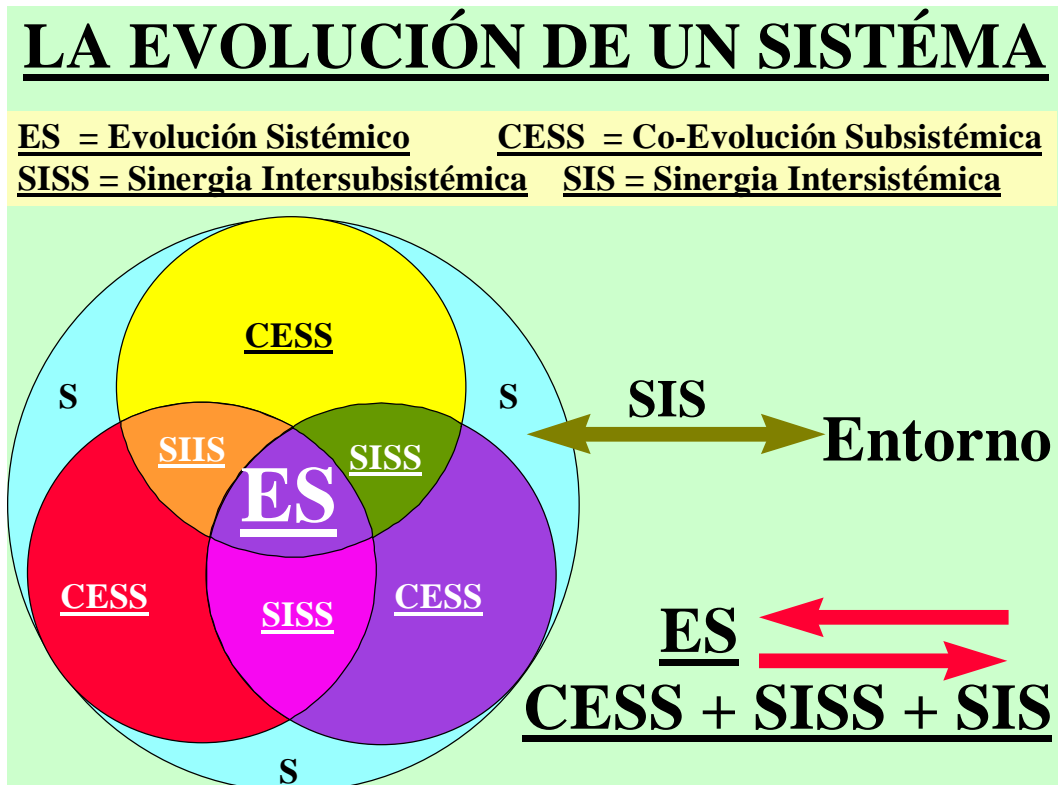 LA EVOLUCIÓN DE UN SISTÉMA
ES = Evolución Sistémico CESS = Co-Evolución Subsistémica
SISS = Sinergia Intersubsistémica SIS = Sinergia Intersistémica
CESS
S S
SIS
Entorno
SIIS SISS
ES
CESS SISS CESS
ES
CESS + SISS + SIS
S